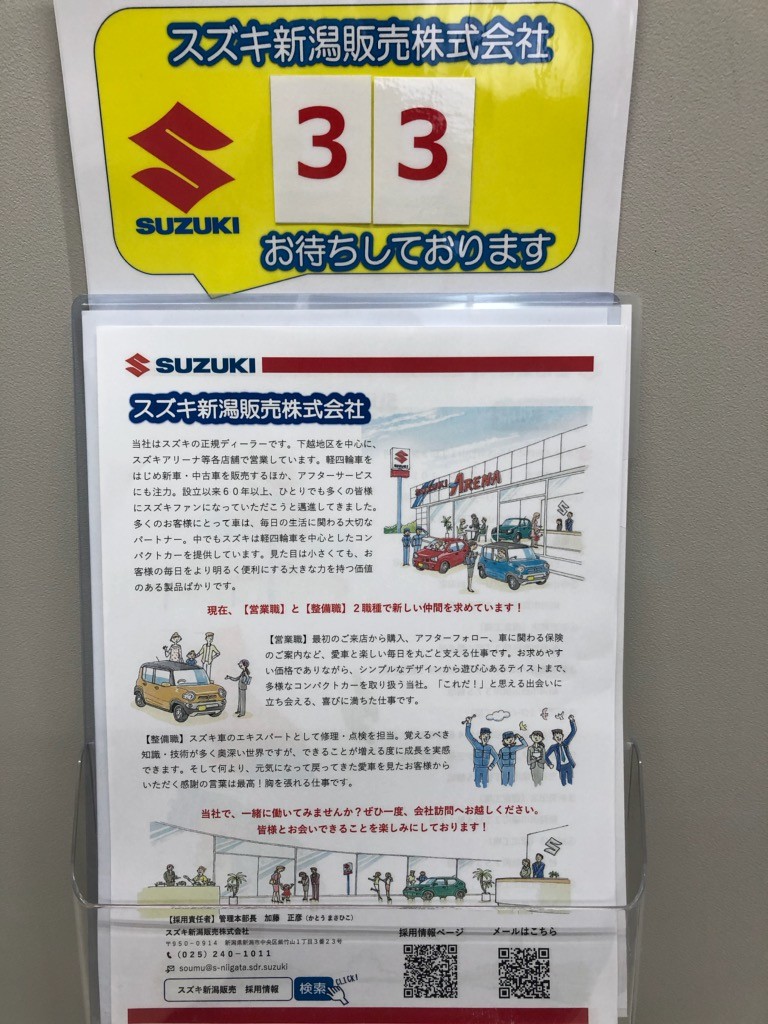 スズキ新潟販売株式会社
3 3
SUZUKI
お待ちしております
SUZUKI
スズキ新潟販売株式会社
当社はスズキの正規ディーラーです。下越地区を中心に、
スズキアリーナ等各店舗で営業しています。軽四輪車を
はじめ新車・中古車を販売するほか、アフターサービス
にも注力。設立以来６０年以上、ひとりでも多くの皆様
にスズキファンになっていただこうと邁進してきました。
多くのお客様にとって車は、毎日の生活に関わる大切な
パートナー。中でもスズキは軽四輪車を中心としたコン
パクトカーを提供しています。見た目は小さくても、お
客様の毎日をより明るく便利にする大きな力を持つ価値
のある製品ばかりです。
SUZUKI ARENA
現在、【営業職】と【整備職】２職種で新しい仲間を求めています！
【営業職】最初のご来店から購入、アフターフォロー、車に関わる保険
のご案内など、愛車と楽しい毎日を丸ごと支える仕事です。お求めやす
い価格でありながら、シンプルなデザインから遊び心あるテイストまで、
多様なコンパクトカーを取り扱う当社。「これだ！」と思える出会いに
立ち会える、喜びに満ちた仕事です。
【整備職】スズキ車のエキスパートとして修理・点検を担当。覚えるべき
知識・技術が多く奥深い世界ですが、できることが増える度に成長を実感
できます。そして何より、元気になって戻ってきた愛車を見たお客様から
いただく感謝の言葉は最高！胸を張れる仕事です。
当社で、一緒に働いてみませんか？ぜひ一度、会社訪問へお越しください。
皆様とお会いできることを楽しみにしております！
【採用責任者】管理本部長 加藤 正彦（かとう まさひこ）
スズキ新潟販売株式会社
〒９５０-０９１４ 新潟県新潟市中央区紫竹山１丁目３番２３号
（025）240-1011
soumu@s-niigata.sdr.suzuki
スズキ新潟販売 採用情報 検索 CLICK!
採用情報ページ
メールはこちら